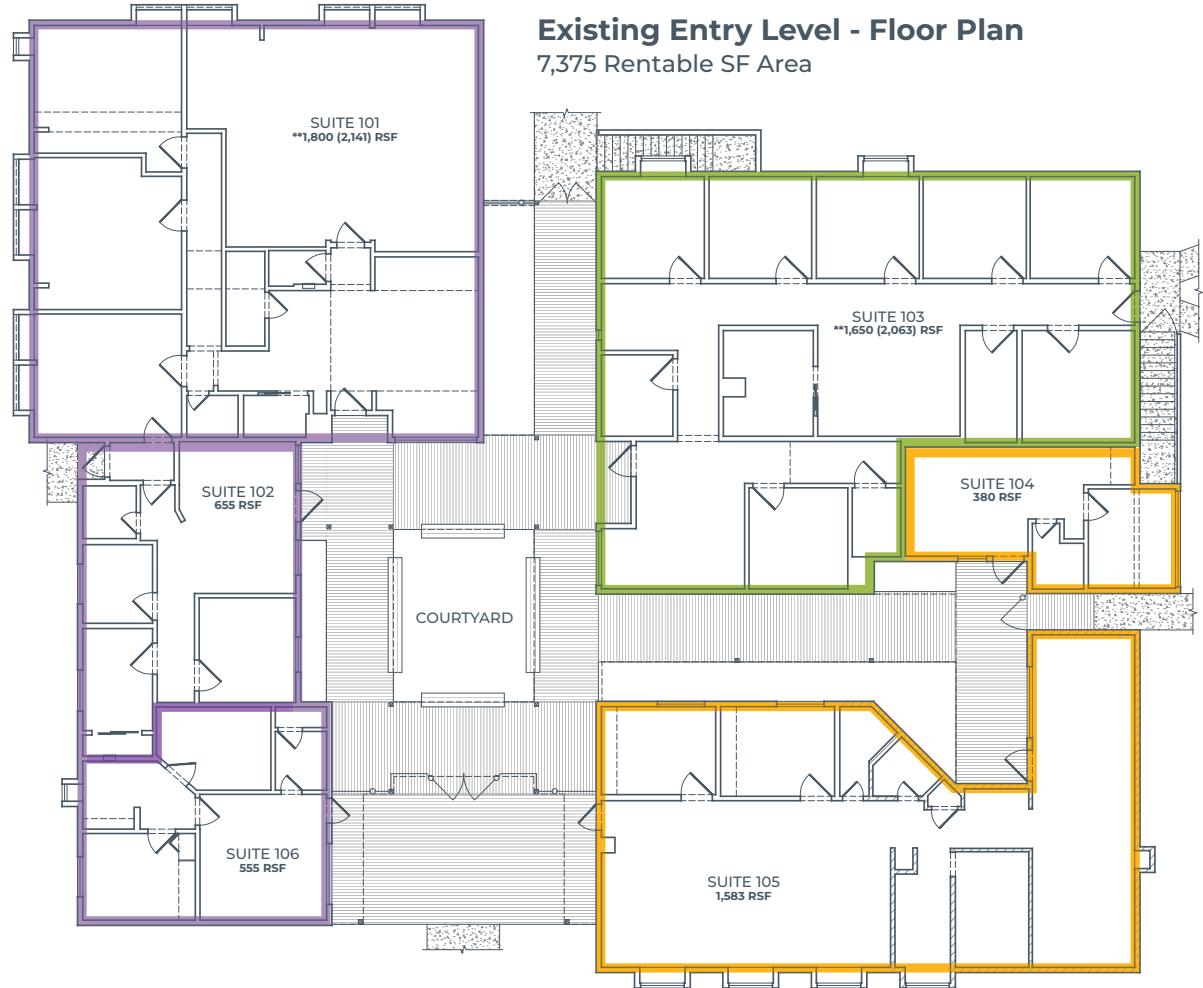 Existing Entry Level - Floor Plan
7,375 Rentable SF Area
SUITE 101
**1,800 (2,141) RSF
SUITE 103
**1,650 (2,063) RSF
SUITE 102
655 RSF
SUITE 104
380 RSF
COURTYARD
SUITE 106
555 RSF
SUITE 105
1,583 RSF